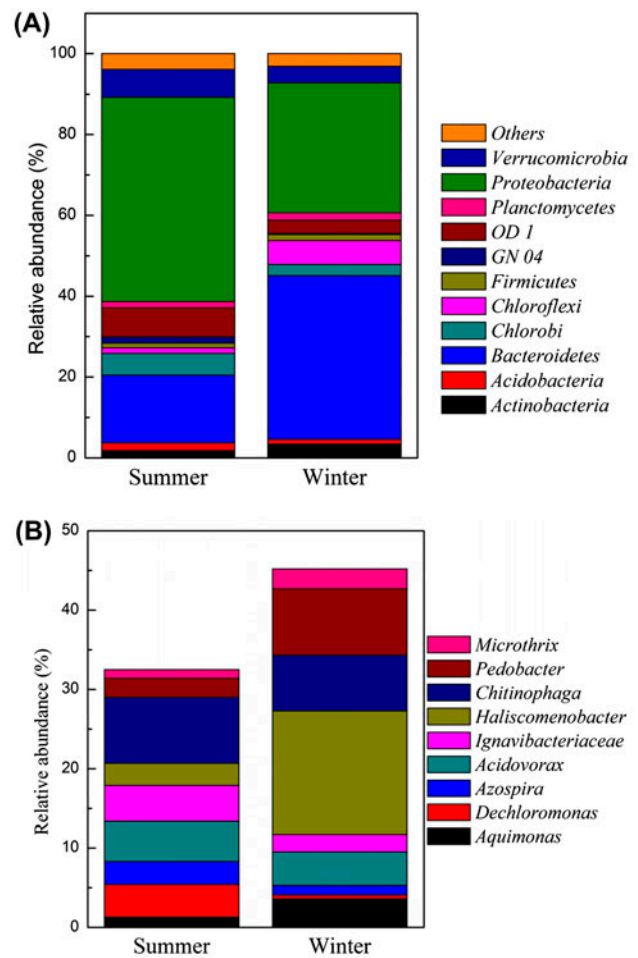 (A)
100
80
60
40
20
0
Relative abundance (%)
Summer
Winter
Others
Verrucomicrobia
Proteobacteria
Planctomycetes
OD 1
GN 04
Firmicutes
Chloroflexi
Chlorobi
Bacteroidetes
Acidobacteria
Actinobacteria
(B)
50
40
30
20
10
0
Relative abundance (%)
Summer
Winter
Microthrix
Pedobacter
Chitinophaga
Haliscomenobacter
Ignavibacteriaceae
Acidovorax
Azospira
Dechloromonas
Aquimonas